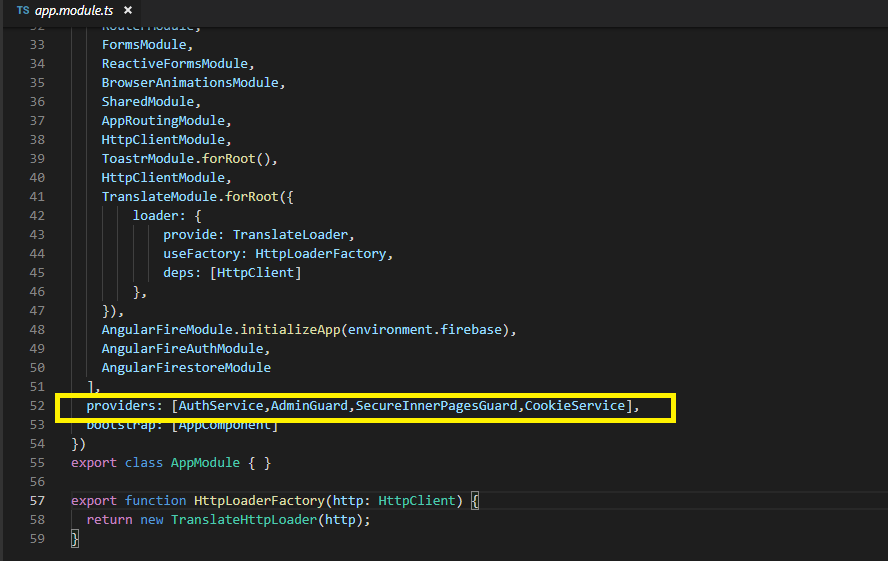 TS app.module.ts ×
32 RouterModule,
33 FormsModule,
34 ReactiveFormsModule,
35 BrowserAnimationsModule,
36 SharedModule,
37 AppRoutingModule,
38 HttpClientModule,
39 ToastrModule.forRoot(),
40 HttpClientModule,
41 TranslateModule.forRoot({
42 loader: {
43 provide: TranslateLoader,
44 useFactory: HttpLoaderFactory,
45 deps: [HttpClient]
46 },
47 }),
48 AngularFireModule.initializeApp(environment.firebase),
49 AngularFireAuthModule,
50 AngularFirestoreModule
51 ],
52 providers: [AuthService,AdminGuard,SecureInnerPagesGuard,CookieService],
53 bootstrap: [AppComponent]
54 })
55 export class AppModule { }
56
57 export function HttpLoaderFactory(http: HttpClient) {
58 return new TranslateHttpLoader(http);
59 }